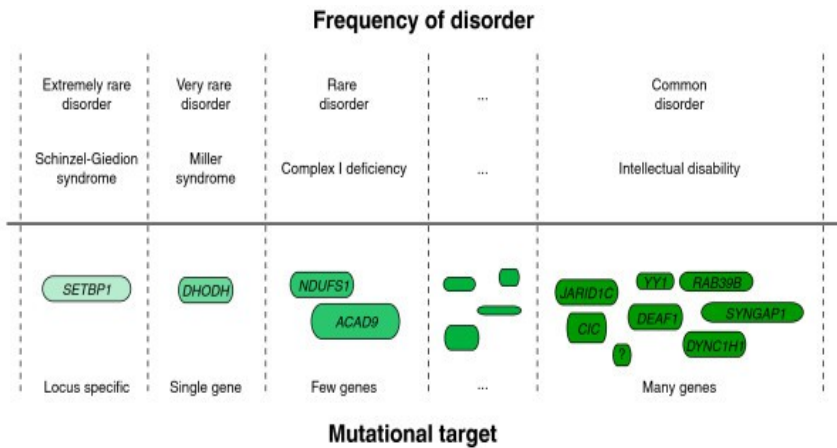 Frequency of disorder
Extremely rare disorder
Very rare disorder
Rare disorder
...
Common disorder
Schinzel-Giedion syndrome
Miller syndrome
Complex I deficiency
...
Intellectual disability
SETBP1
DHODH
NDUFS1
ACAD9
JARID1C
YY1
RAB39B
CIC
DEAF1
SYNGAP1
?
DYNC1H1
Locus specific
Single gene
Few genes
...
Many genes
Mutational target